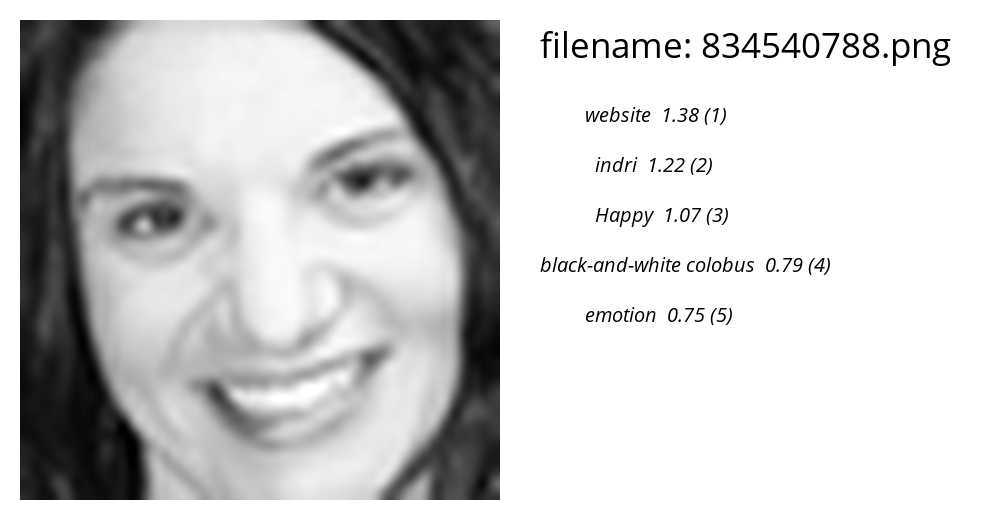 filename: 834540788.png
website 1.38 (1)
indri 1.22 (2)
Happy 1.07 (3)
black-and-white colobus 0.79 (4)
emotion 0.75 (5)